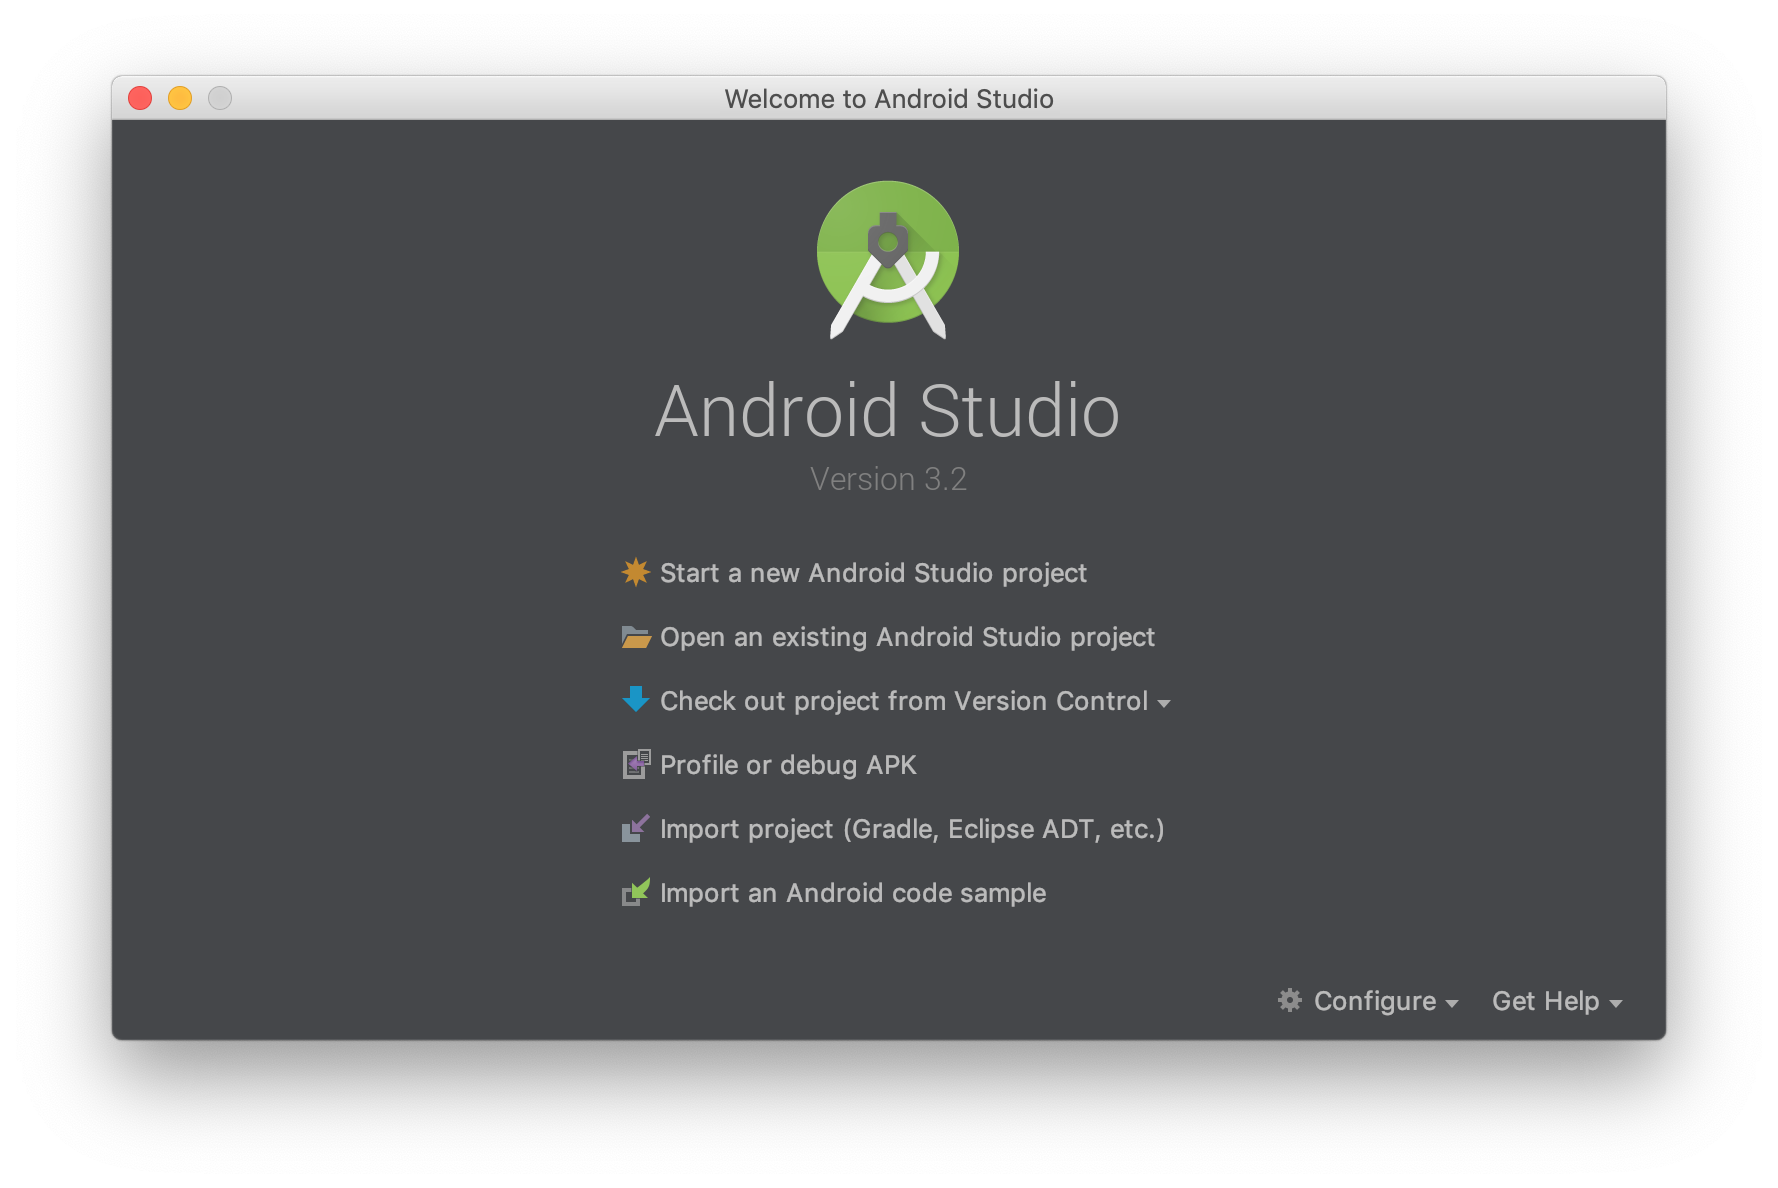 Welcome to Android Studio
Android Studio
Version 3.2
Start a new Android Studio project
Open an existing Android Studio project
Check out project from Version Control
Profile or debug APK
Import project (Gradle, Eclipse ADT, etc.)
Import an Android code sample
Configure Get Help